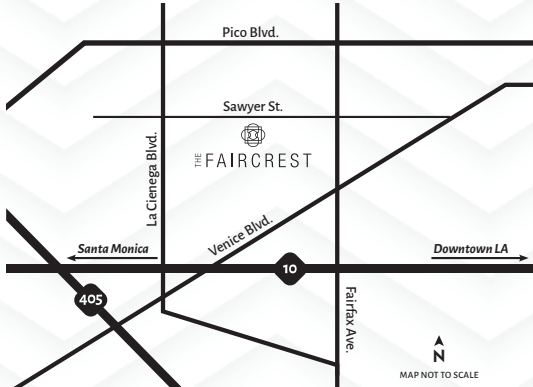 Pico Blvd.
Sawyer St.
La Cienega Blvd.
THE FAIRCREST
Venice Blvd.
Santa Monica
Downtown LA
10
405
Fairfax Ave.
N
MAP NOT TO SCALE